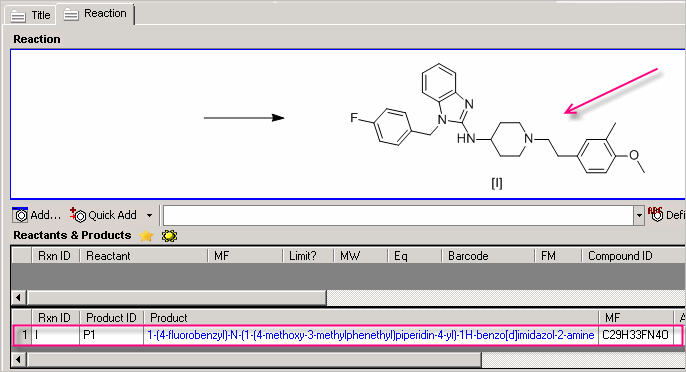 Title Reaction
Reaction
N
F N N
HN N
O
[I]
Add... Quick Add ABC Defi
Reactants & Products
Rxn ID Reactant MF Limit? MW Eq Barcode FM Compound ID
Rxn ID Product ID Product MF A
1 I P1 1-(4-fluorobenzyl)-N-(1-(4-methoxy-3-methylphenethyl)piperidin-4-yl)-1H-benzo[d]imidazol-2-amine C29H33FN4O